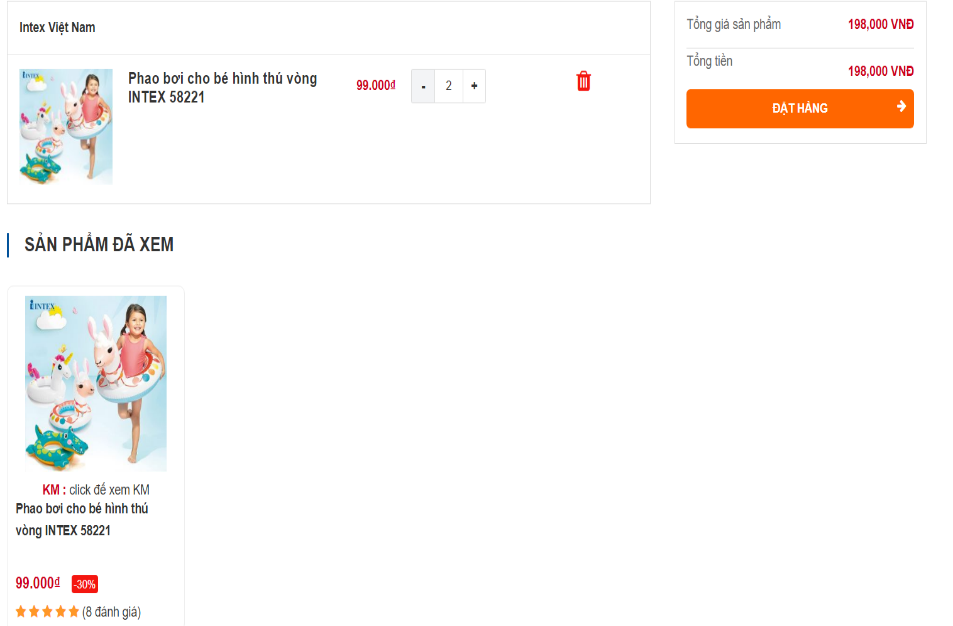 Intex Việt Nam
INTEX
Phao bơi cho bé hình thú vòng
INTEX 58221
99.000₫
- 2 +
Tổng giá sản phẩm 198,000 VNĐ
Tổng tiền
198,000 VNĐ
ĐẶT HÀNG
SẢN PHẨM ĐÃ XEM
INTEX
KM : click để xem KM
Phao bơi cho bé hình thú
vòng INTEX 58221
99.000₫ -30%
(8 đánh giá)